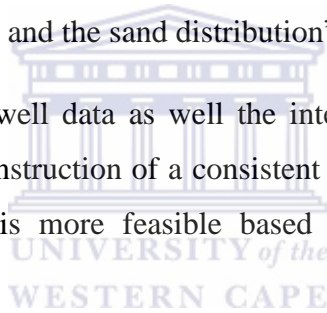 and the sand distribution"
well data as well the inte
nstruction of a consistent
is more feasible based
UNIVERSITY of the
WESTERN CAPE